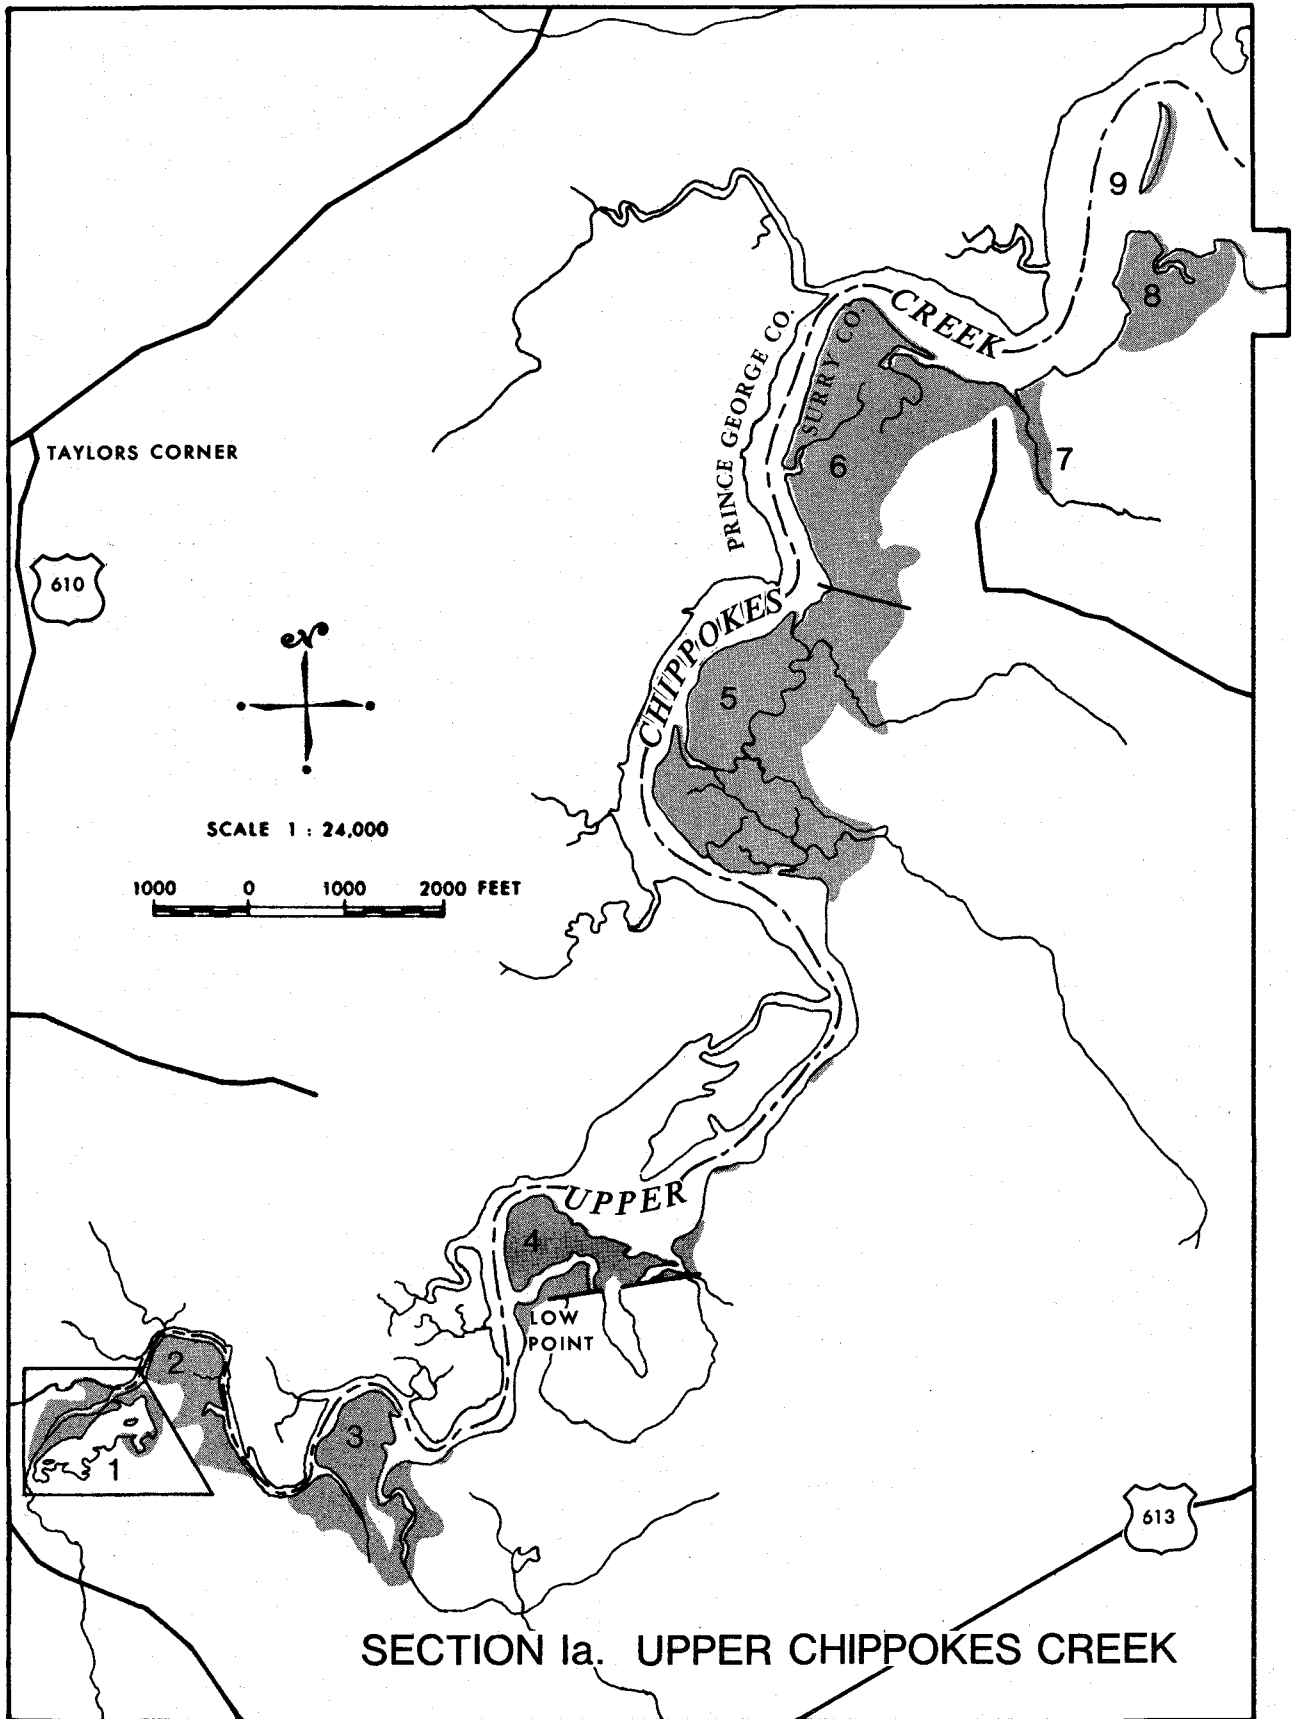 9
8
CREEK
PRINCE GEORGE CO.
SURRY CO.
TAYLORS CORNER
6
7
610
N
CHIPPOKES
5
SCALE 1 : 24,000
1000 0 1000 2000 FEET
UPPER
4
LOW
POINT
2
3
1
613
SECTION Ia. UPPER CHIPPOKES CREEK